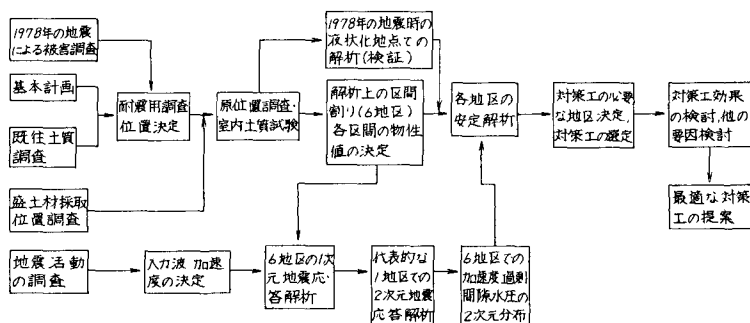 1978年の地震
による被害調査
基本計画
既往土質
調査
盛土材採取
位置調査
地震活動
の調査
耐震用調査
位置決定
原位置調査・
室内土質試験
1978年の地震時の
液状化地点での
解析(検証)
解析上の区間
割り(6地区)
各区間の物性
値の決定
各地区の
安定解析
対策工の必要
な地区決定,
対策工の選定
対策工効果
の検討,他の
要因検討
最適な対策
工の提案
入力波 加速
度の決定
6地区の1次
元地震応・
答解析
代表的な
1地区での
2次元地震
応答解析
6地区での
加速度過剰
間隙水圧の
2次元分布